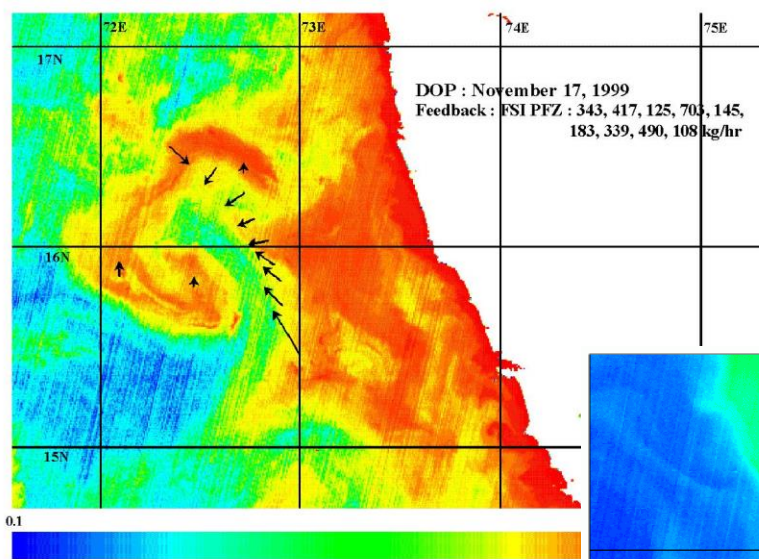 72E 73E 74E 75E
17N
DOP : November 17, 1999
Feedback : FSI PFZ : 343, 417, 125, 703, 145,
183, 339, 490, 108 kg/hr
16N
15N
0.1